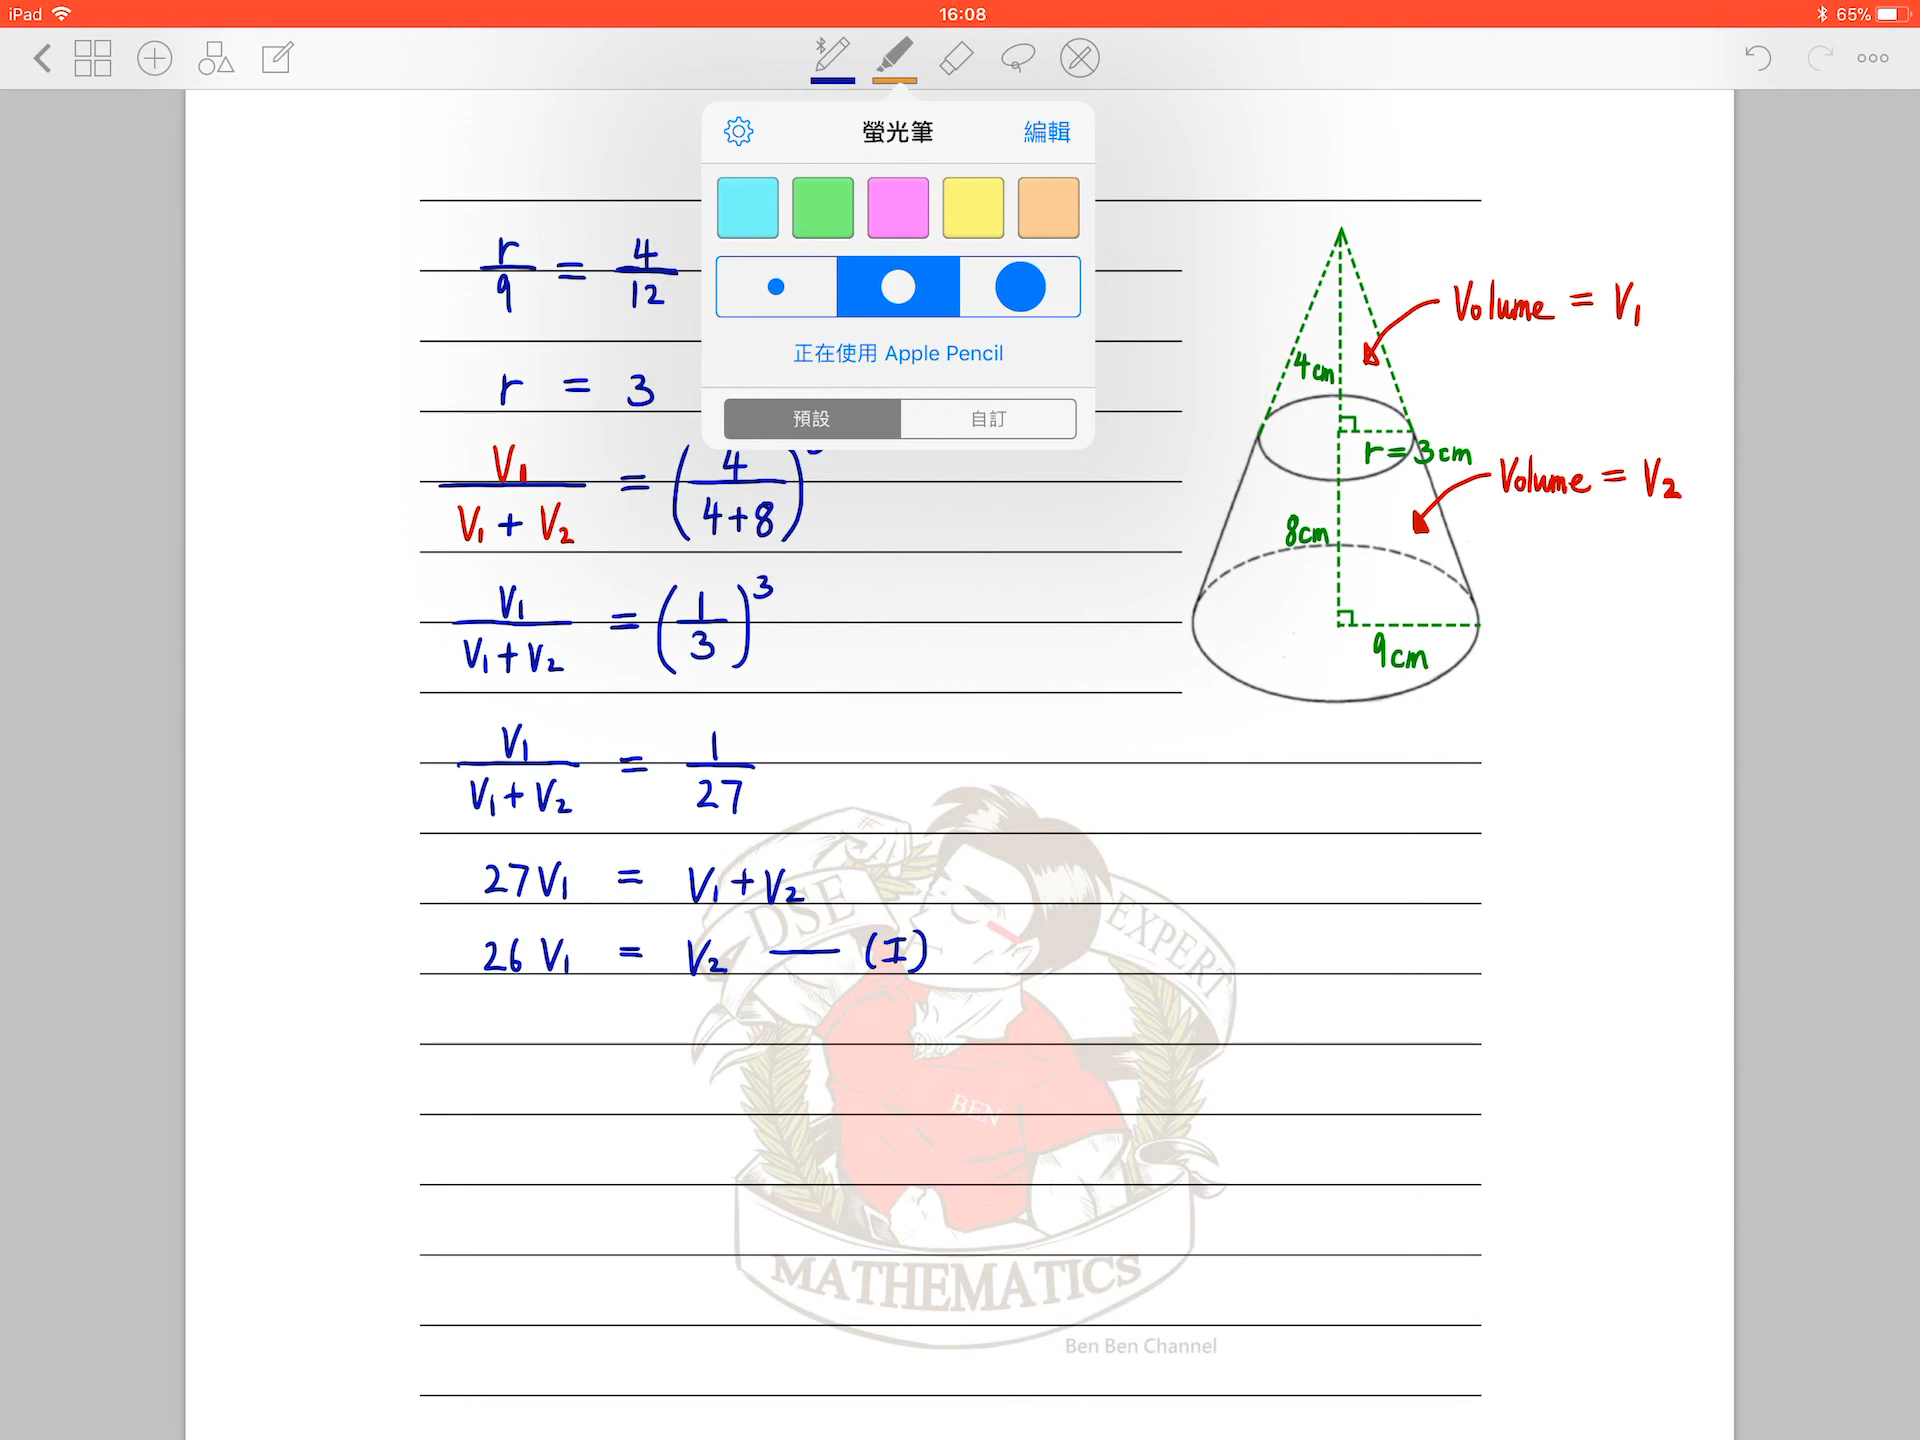 iPad 16:08 65%
螢光筆 編輯
正在使用 Apple Pencil
預設 自訂
r/9 = 4/12
r = 3
V₁/(V₁ + V₂) = (4/(4+8))
V₁/(V₁+V₂) = (1/3)³
V₁/(V₁+V₂) = 1/27
27V₁ = V₁+V₂
26 V₁ = V₂ — (I)
Volume = V₁
4cm
r = 3cm
Volume = V₂
8cm
9cm
DSE EXPERT
BEN
MATHEMATICS
Ben Ben Channel